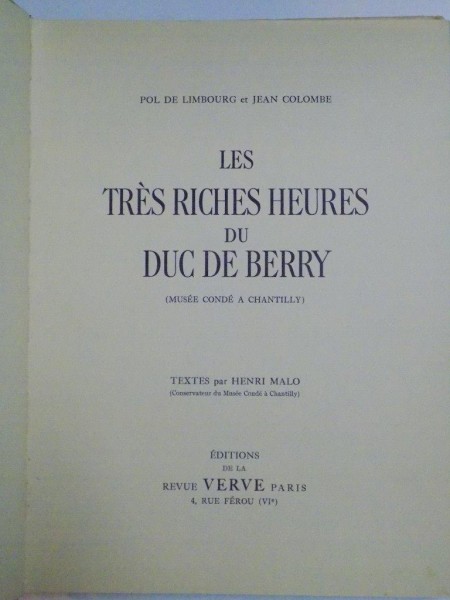 POL DE LIMBOURG et JEAN COLOMBE
LES
TRÈS RICHES HEURES
DU
DUC DE BERRY
(MUSÉE CONDÉ A CHANTILLY)
TEXTES par HENRI MALO
(Conservateur du Musée Condé à Chantilly)
ÉDITIONS
DE LA
REVUE VERVE PARIS
4, RUE FÉROU (VIᵉ)